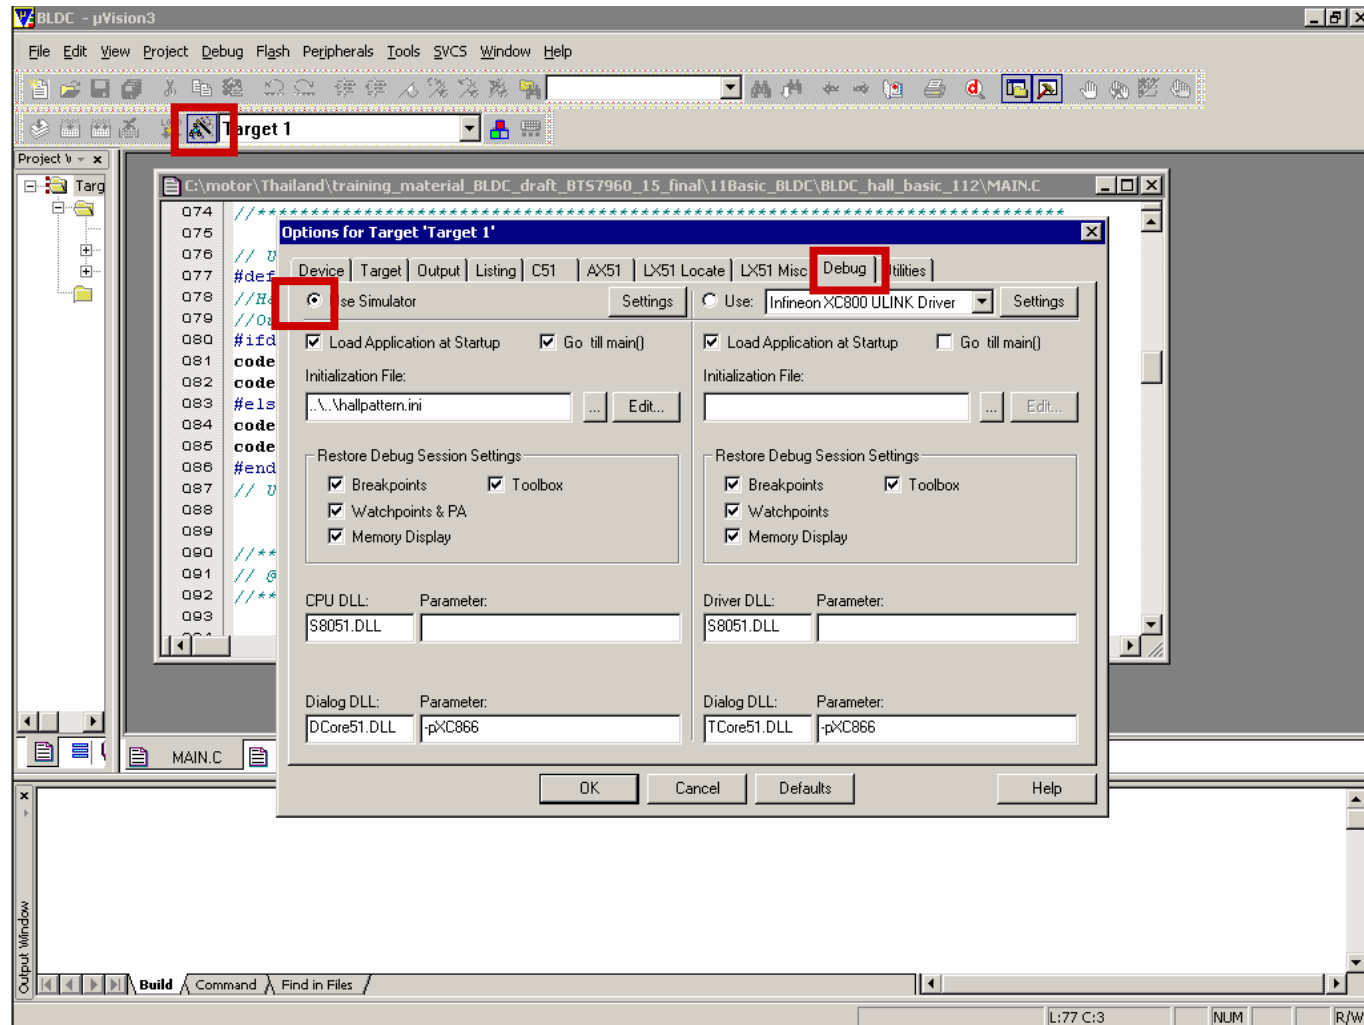 BLDC - µVision3
File Edit View Project Debug Flash Peripherals Tools SVCS Window Help
Target 1
Project
Targ
C:\motor\Thailand\training_material_BLDC_draft_BTS7960_15_final\11Basic_BLDC\BLDC_hall_basic_112\MAIN.C
074 //****************************************************************************
075
076 // U
077 #def
078 //Ha
079 //Ou
080 #ifd
081 code
082 code
083 #els
084 code
085 code
086 #end
087 // U
088
089
090 //**
091 // @
092 //**
093
Options for Target 'Target 1'
Device Target Output Listing C51 AX51 LX51 Locate LX51 Misc Debug Utilities
Use Simulator Settings Use: Infineon XC800 ULINK Driver Settings
Load Application at Startup Go till main() Load Application at Startup Go till main()
Initialization File: Initialization File:
..\..\hallpattern.ini ... Edit... ... Edit...
Restore Debug Session Settings Restore Debug Session Settings
Breakpoints Toolbox Breakpoints Toolbox
Watchpoints & PA Watchpoints
Memory Display Memory Display
CPU DLL: Parameter: Driver DLL: Parameter:
S8051.DLL S8051.DLL
Dialog DLL: Parameter: Dialog DLL: Parameter:
DCore51.DLL -pXC866 TCore51.DLL -pXC866
OK Cancel Defaults Help
MAIN.C
Output Window
Build Command Find in Files
L:77 C:3 NUM R/W